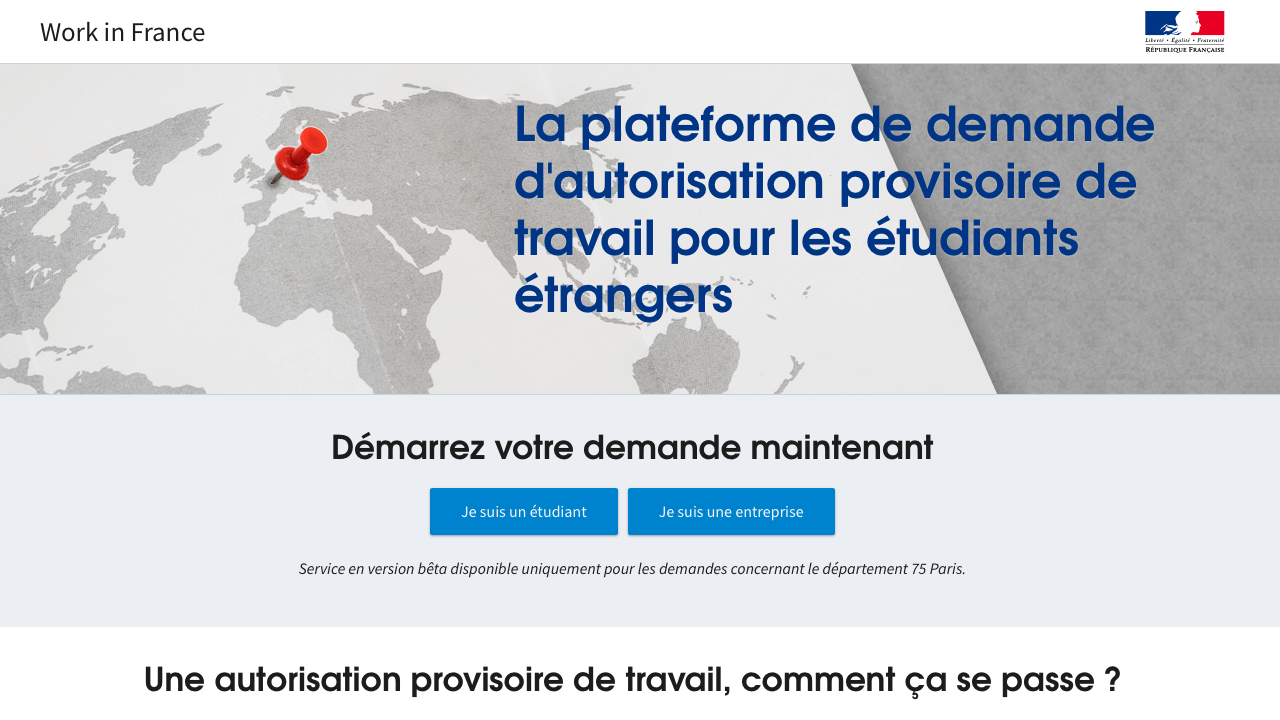 Work in France
Liberté • Égalité • Fraternité
RÉPUBLIQUE FRANÇAISE
La plateforme de demande
d'autorisation provisoire de
travail pour les étudiants
étrangers
Démarrez votre demande maintenant
Je suis un étudiant
Je suis une entreprise
Service en version bêta disponible uniquement pour les demandes concernant le département 75 Paris.
Une autorisation provisoire de travail, comment ça se passe ?